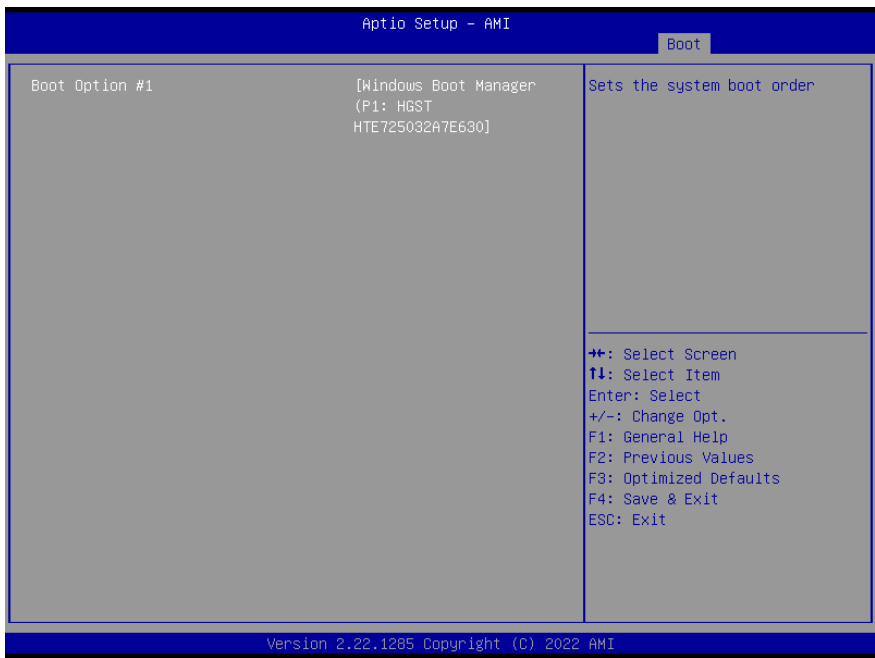 Aptio Setup – AMI
Boot
Boot Option #1
[Windows Boot Manager
(P1: HGST
HTE725032A7E630]
Sets the system boot order
→←: Select Screen
↑↓: Select Item
Enter: Select
+/-: Change Opt.
F1: General Help
F2: Previous Values
F3: Optimized Defaults
F4: Save & Exit
ESC: Exit
Version 2.22.1285 Copyright (C) 2022 AMI